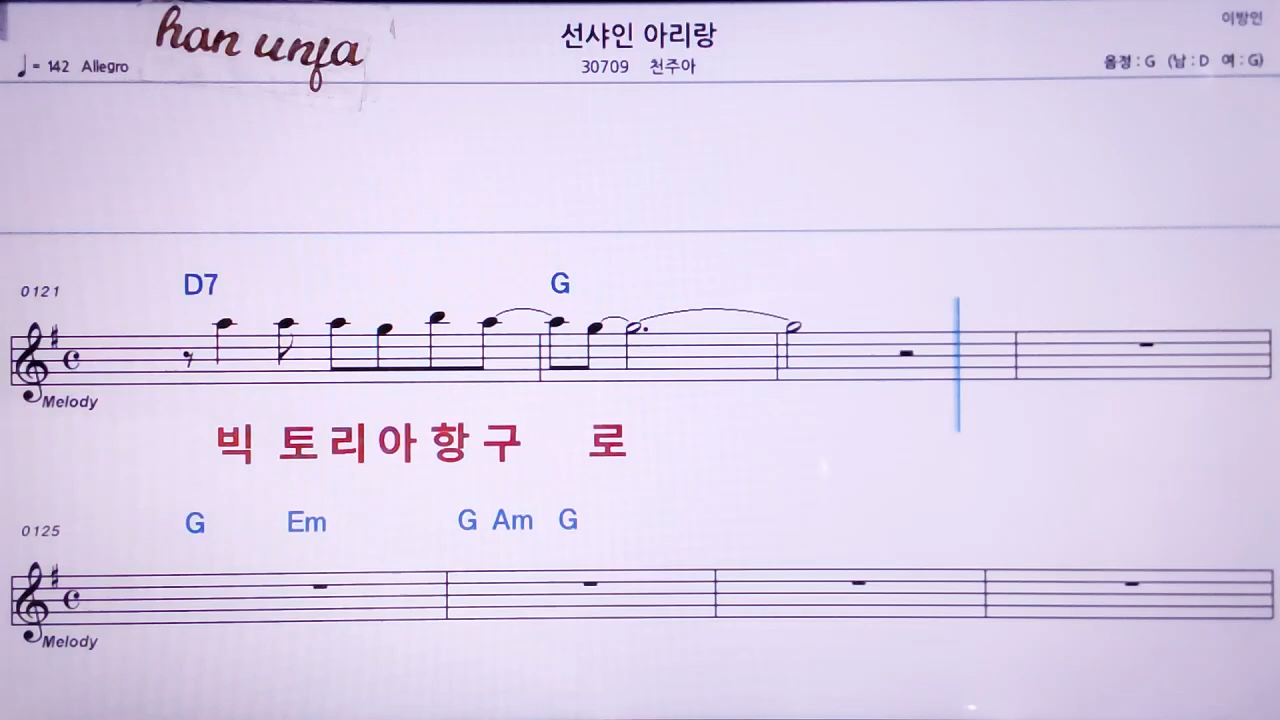 han unja
선샤인 아리랑
이방인
♩= 142 Allegro
30709 천주아
음정 : G (남 : D 여 : G)
D7 G
0121
Melody
빅 토 리 아 항 구 로
G Em G Am G
0125
Melody